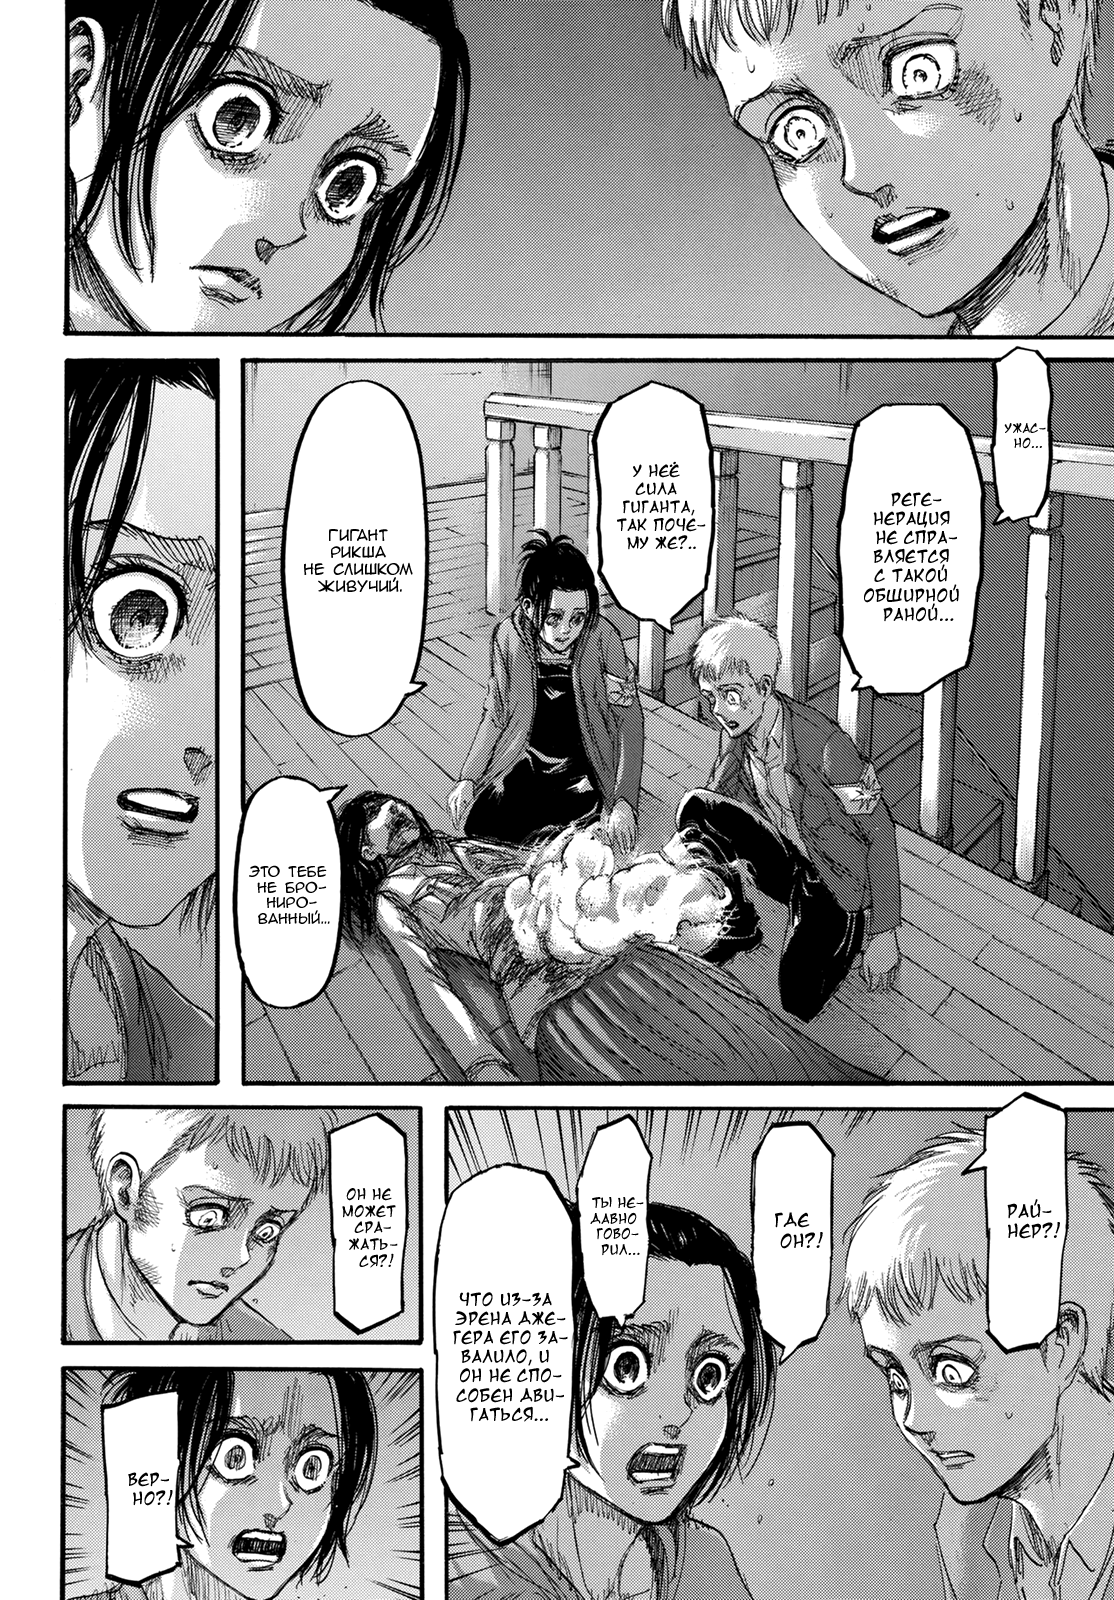 УЖАС-
НО...
РЕГЕ-
НЕРАЦИЯ
НЕ СПРА-
ВЛЯЕТСЯ
С ТАКОЙ
ОБШИРНОЙ
РАНОЙ...
У НЕЁ
СИЛА
ГИГАНТА,
ТАК ПОЧЕ-
МУ ЖЕ?..
ГИГАНТ
РИКША
НЕ СЛИШКОМ
ЖИВУЧИЙ.
ЭТО ТЕБЕ
НЕ БРО-
НИРО-
ВАННЫЙ...
РАЙ-
НЕР?!
ГДЕ
ОН?!
ТЫ НЕ-
ДАВНО
ГОВО-
РИЛ...
ЧТО ИЗ-ЗА
ЭРЕНА ДЖЕ-
ГЕРА ЕГО ЗА-
ВАЛИЛО, И
ОН НЕ СПО-
СОБЕН ДВИ-
ГАТЬСЯ...
ОН НЕ
МОЖЕТ
СРА-
ЖАТЬ-
СЯ?!
ВЕР-
НО?!